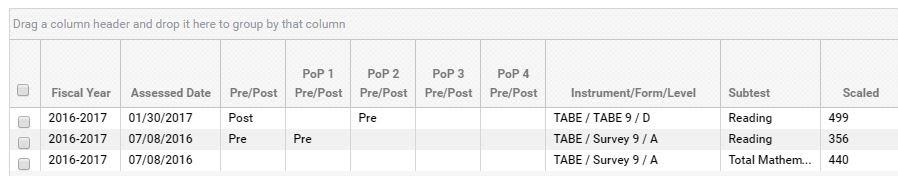 Drag a column header and drop it here to group by that column
PoP 1 PoP 2 PoP 3 PoP 4
Fiscal Year Assessed Date Pre/Post Pre/Post Pre/Post Pre/Post Pre/Post Instrument/Form/Level Subtest Scaled
2016-2017 01/30/2017 Post Pre TABE / TABE 9 / D Reading 499
2016-2017 07/08/2016 Pre Pre TABE / Survey 9 / A Reading 356
2016-2017 07/08/2016 TABE / Survey 9 / A Total Mathem... 440